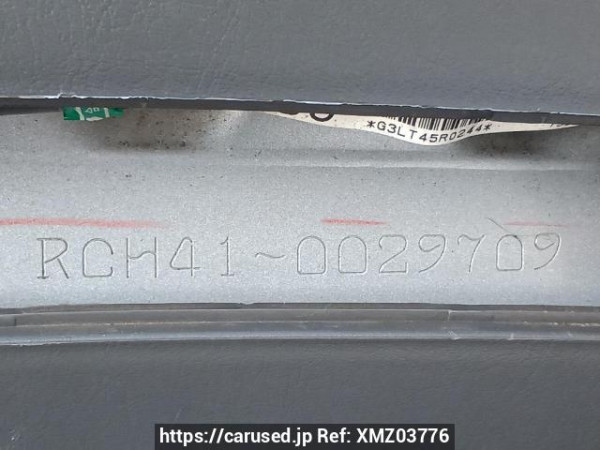 *G3LT45R0244*
RCH41-0029709
https://carused.jp Ref: XMZ03776